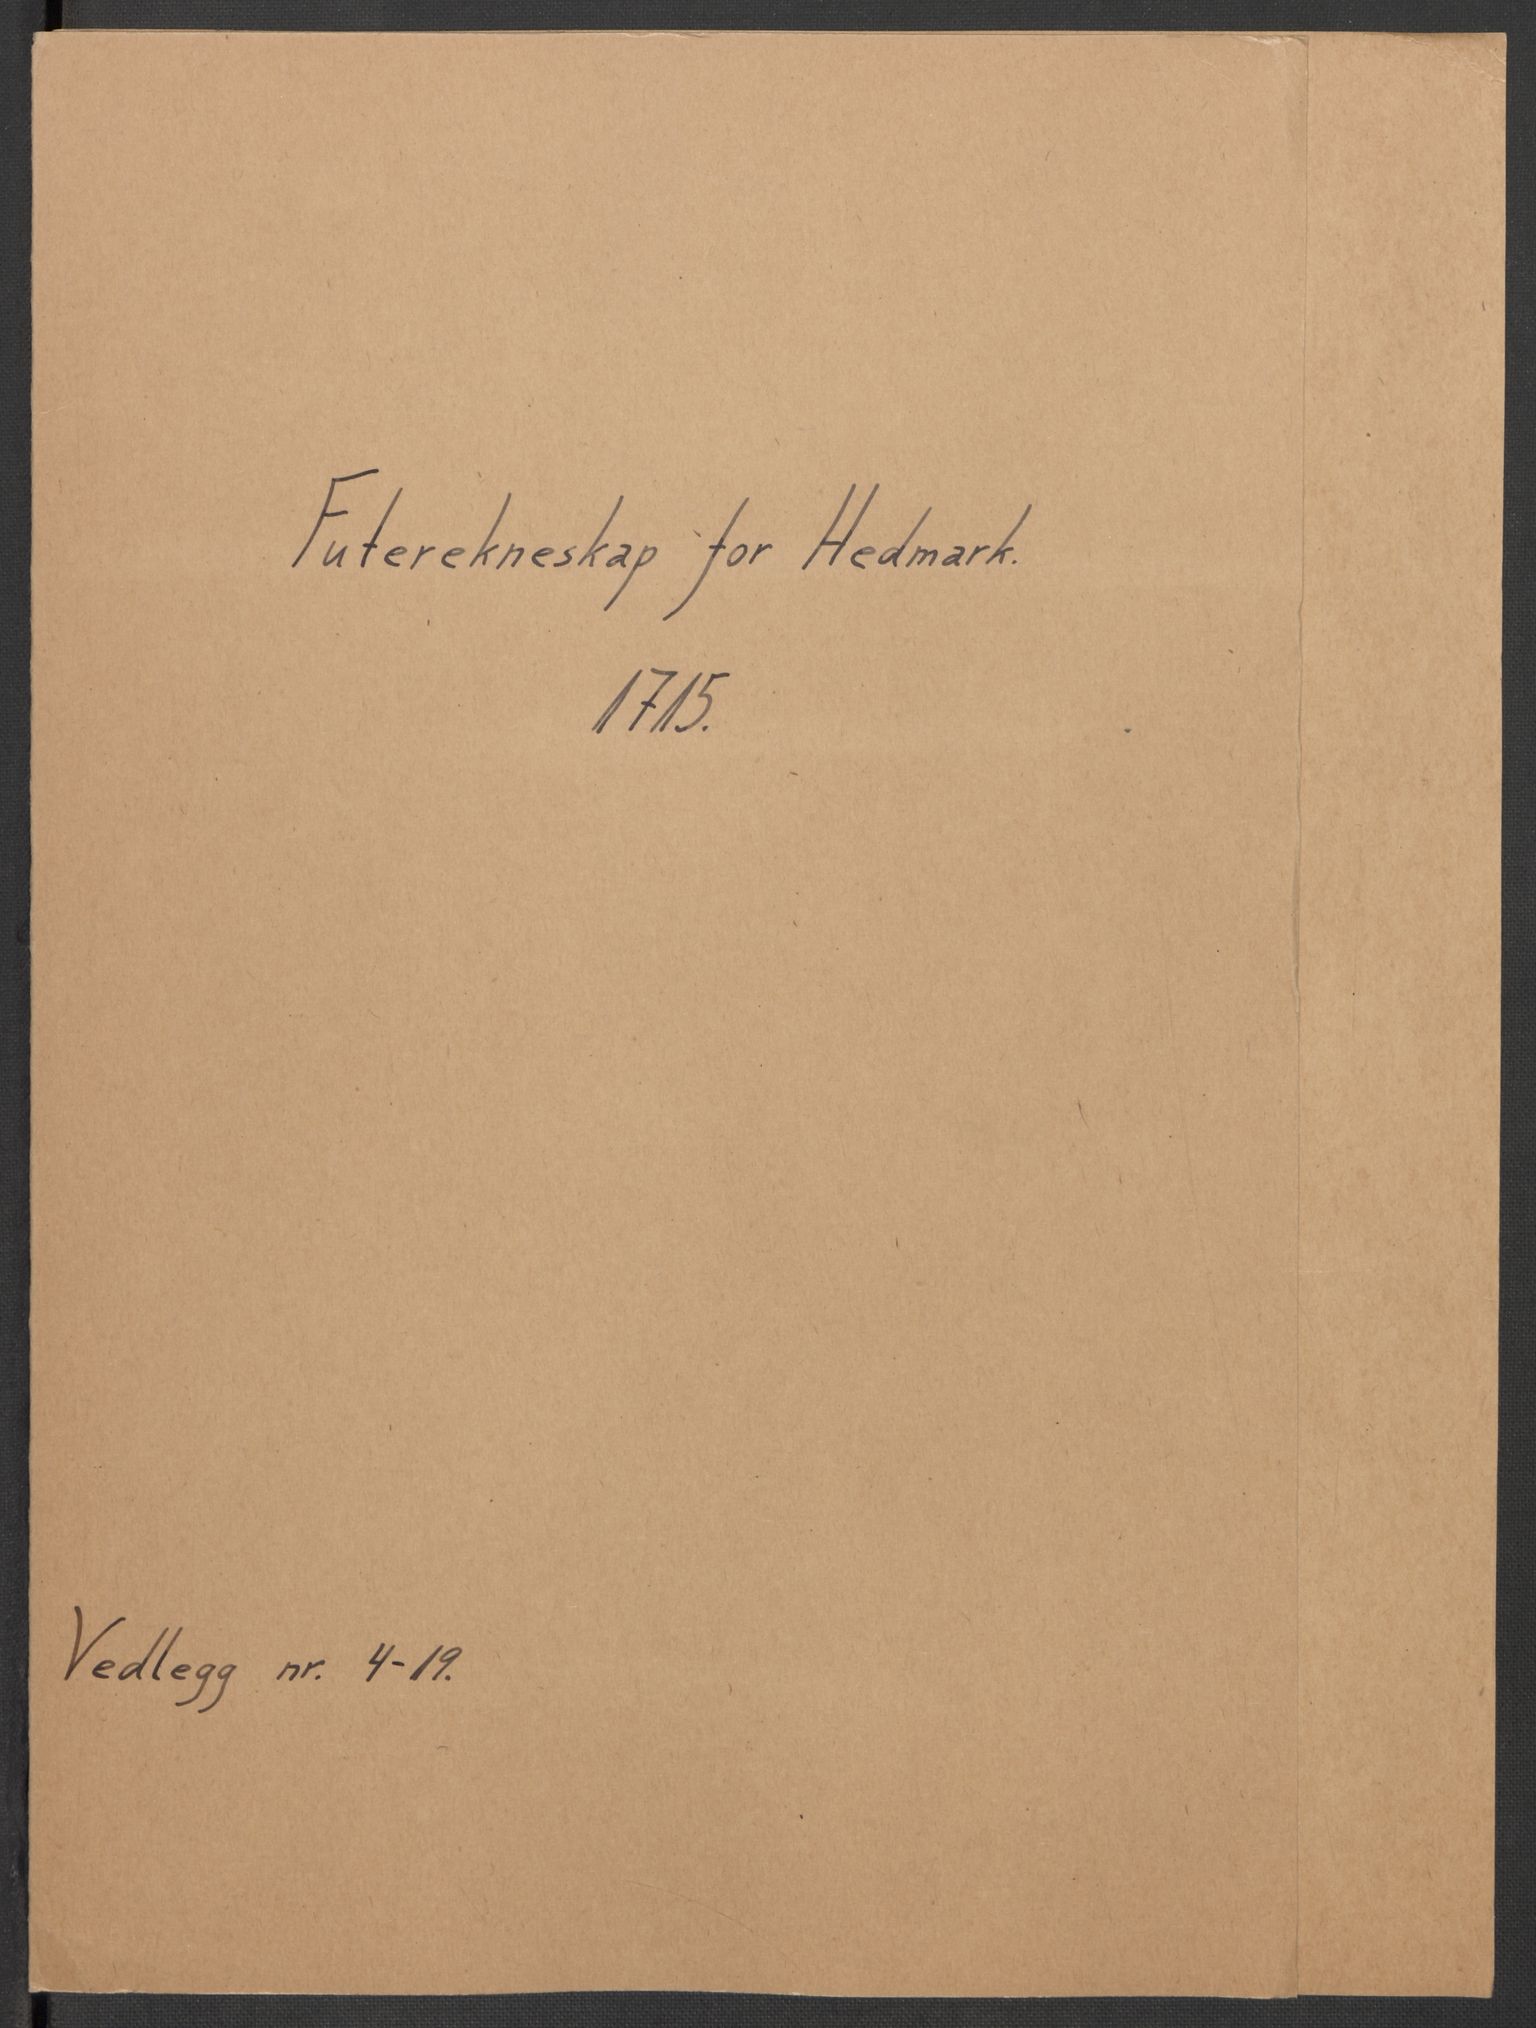 Futerekneskap for Hedmark.
1715.
Vedlegg nr. 4-19.